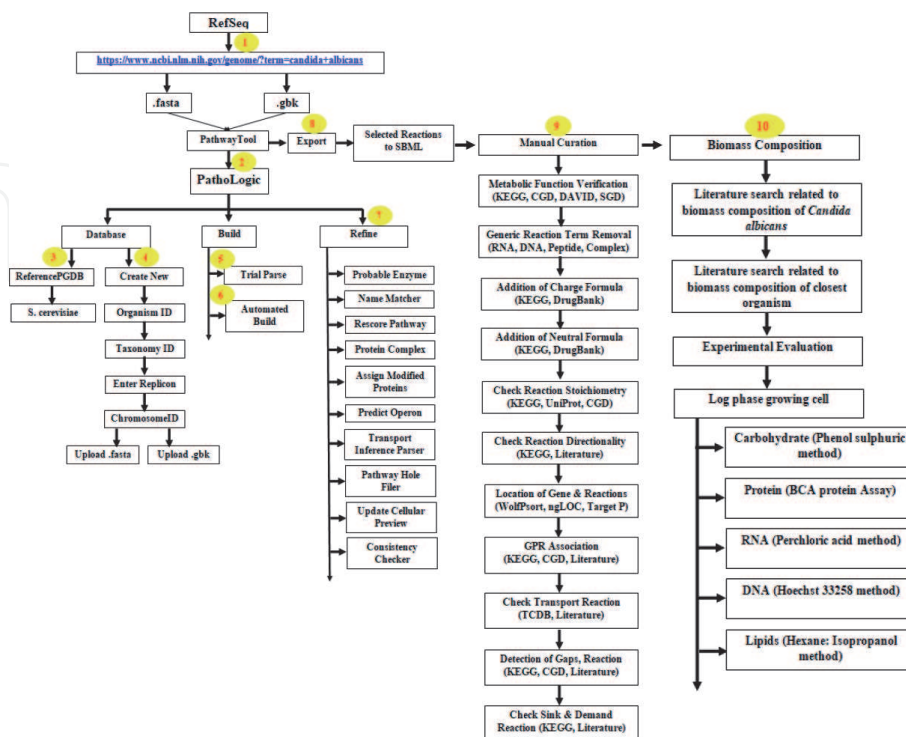 RefSeq
1
https://www.ncbi.nlm.nih.gov/genome/?term=candida+albicans
.fasta
.gbk
PathwayTool
8
Export
Selected Reactions
to SBML
2
PathoLogic
Database
Build
7
Refine
3
ReferencePGDB
S. cerevisiae
4
Create New
Organism ID
Taxonomy ID
Enter Replicon
ChromosomeID
Upload .fasta
Upload .gbk
5
Trial Parse
6
Automated
Build
Probable Enzyme
Name Matcher
Rescore Pathway
Protein Complex
Assign Modified
Proteins
Predict Operon
Transport
Inference Parser
Pathway Hole
Filer
Update Cellular
Preview
Consistency
Checker
9
Manual Curation
Metabolic Function Verification
(KEGG, CGD, DAVID, SGD)
Generic Reaction Term Removal
(RNA, DNA, Peptide, Complex)
Addition of Charge Formula
(KEGG, DrugBank)
Addition of Neutral Formula
(KEGG, DrugBank)
Check Reaction Stoichiometry
(KEGG, UniProt, CGD)
Check Reaction Directionality
(KEGG, Literature)
Location of Gene & Reactions
(WolfPsort, ngLOC, Target P)
GPR Association
(KEGG, CGD, Literature)
Check Transport Reaction
(TCDB, Literature)
Detection of Gaps, Reaction
(KEGG, CGD, Literature)
Check Sink & Demand
Reaction (KEGG, Literature)
10
Biomass Composition
Literature search related to
biomass composition of Candida
albicans
Literature search related to
biomass composition of closest
organism
Experimental Evaluation
Log phase growing cell
Carbohydrate (Phenol sulphuric
method)
Protein (BCA protein Assay)
RNA (Perchloric acid method)
DNA (Hoechst 33258 method)
Lipids (Hexane: Isopropanol
method)